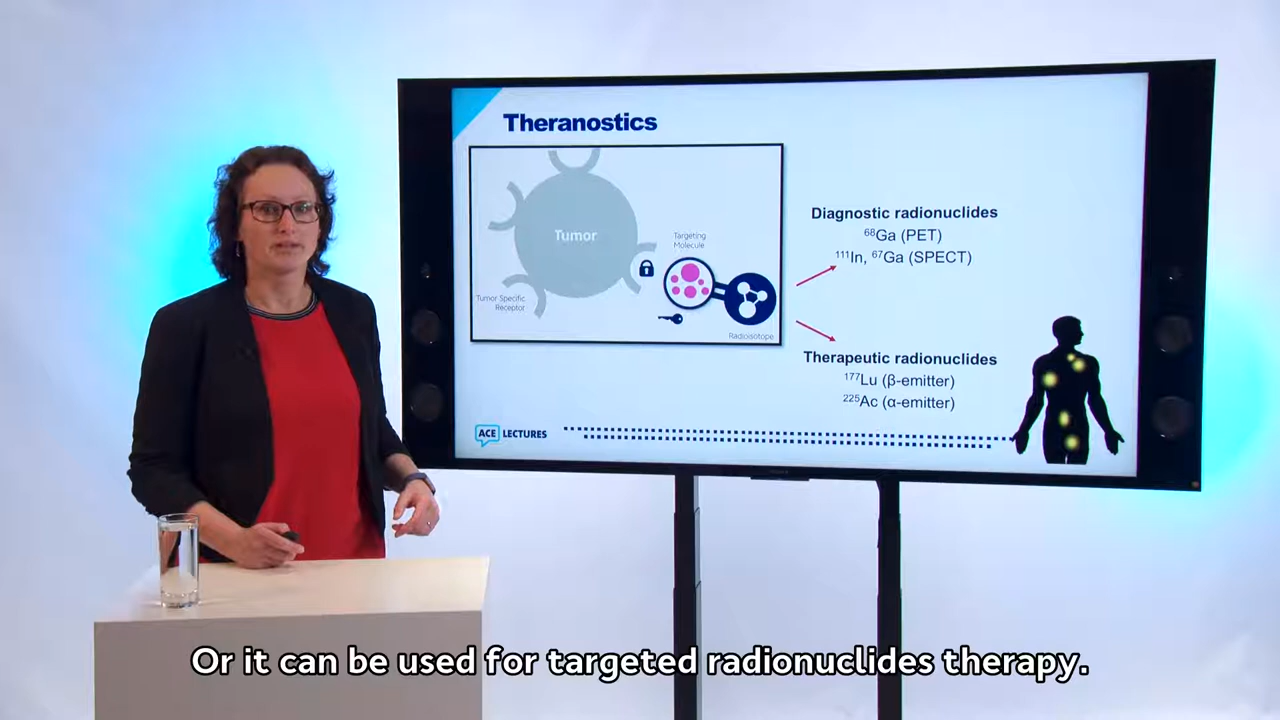 Theranostics
Tumor
Targeting
Molecule
Tumor Specific
Receptor
Radioisotope
Diagnostic radionuclides
⁶⁸Ga (PET)
¹¹¹In, ⁶⁷Ga (SPECT)
Therapeutic radionuclides
¹⁷⁷Lu (β-emitter)
²²⁵Ac (α-emitter)
ACE LECTURES
Or it can be used for targeted radionuclides therapy.